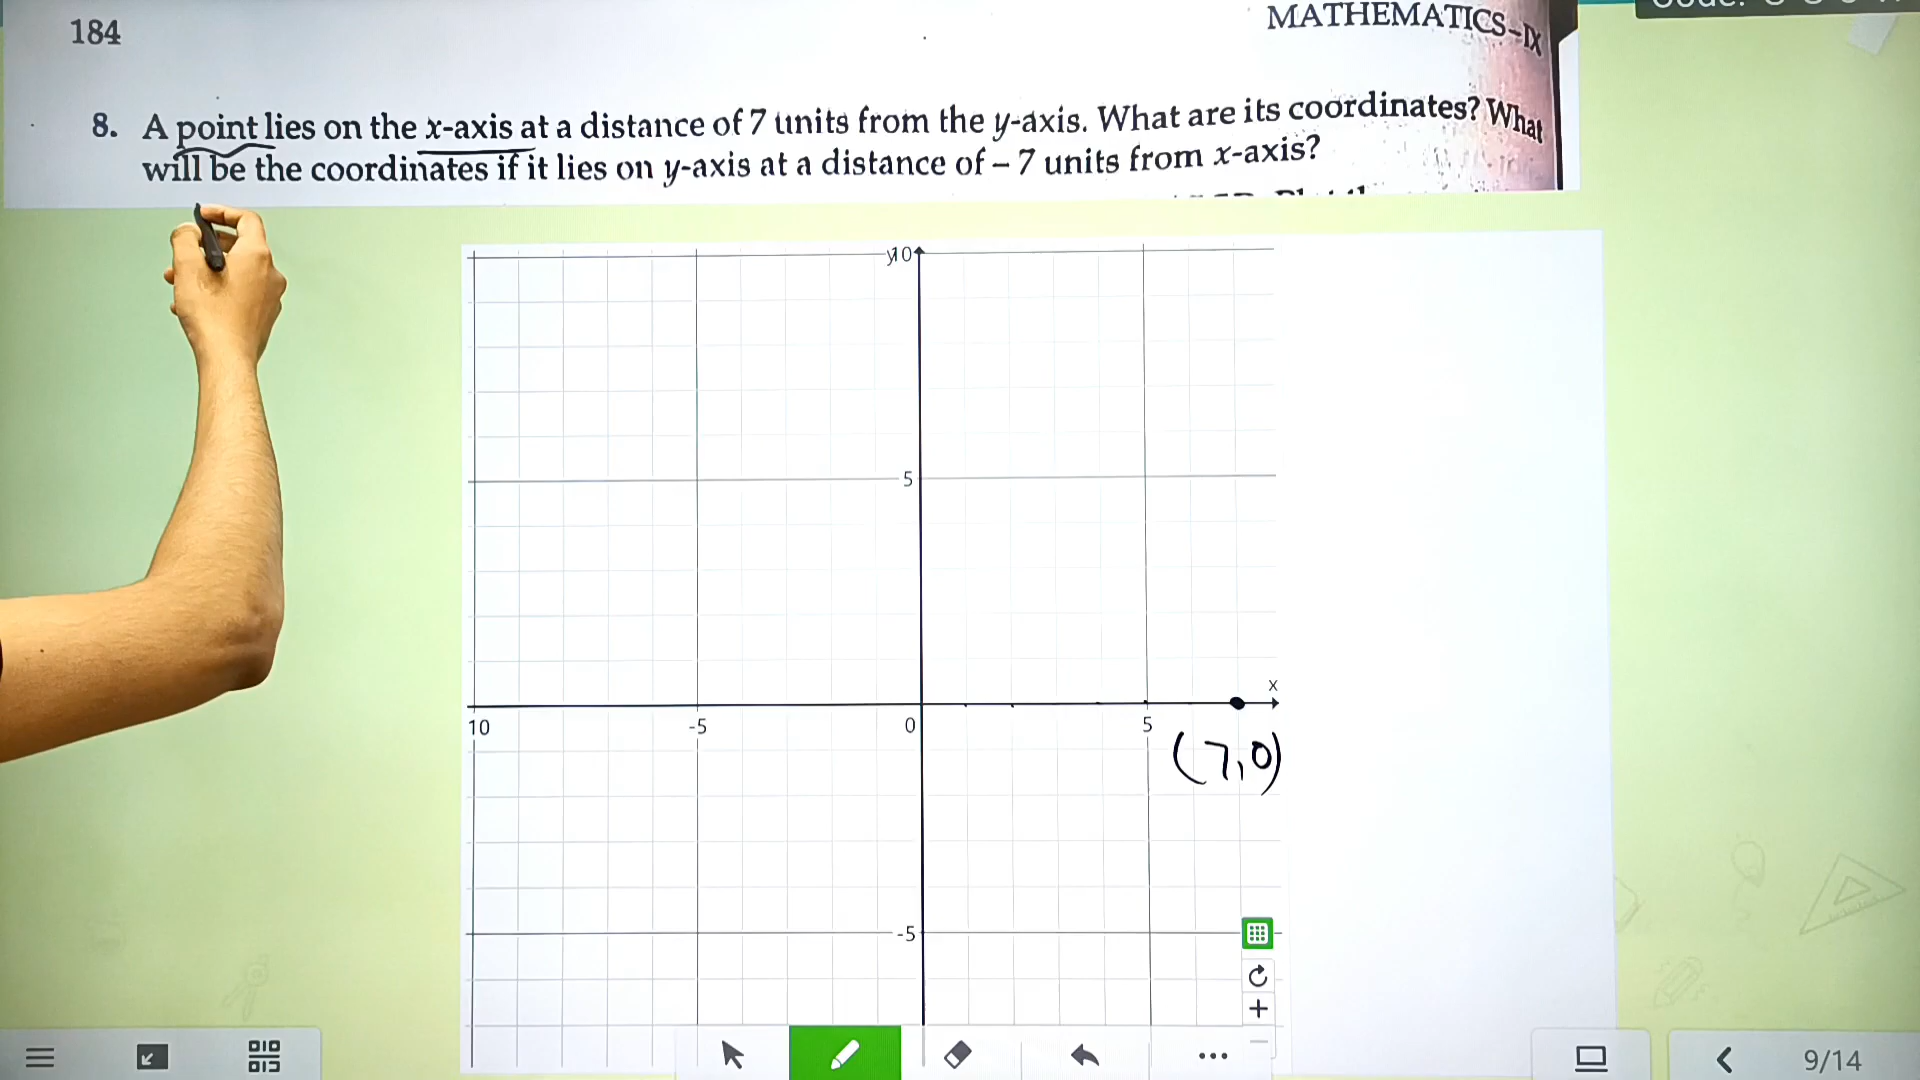 184
MATHEMATICS-IX
8. A point lies on the x-axis at a distance of 7 units from the y-axis. What are its coordinates? What
will be the coordinates if it lies on y-axis at a distance of – 7 units from x-axis?
y10
5
x
10 -5 0 5
(7,0)
-5
9/14